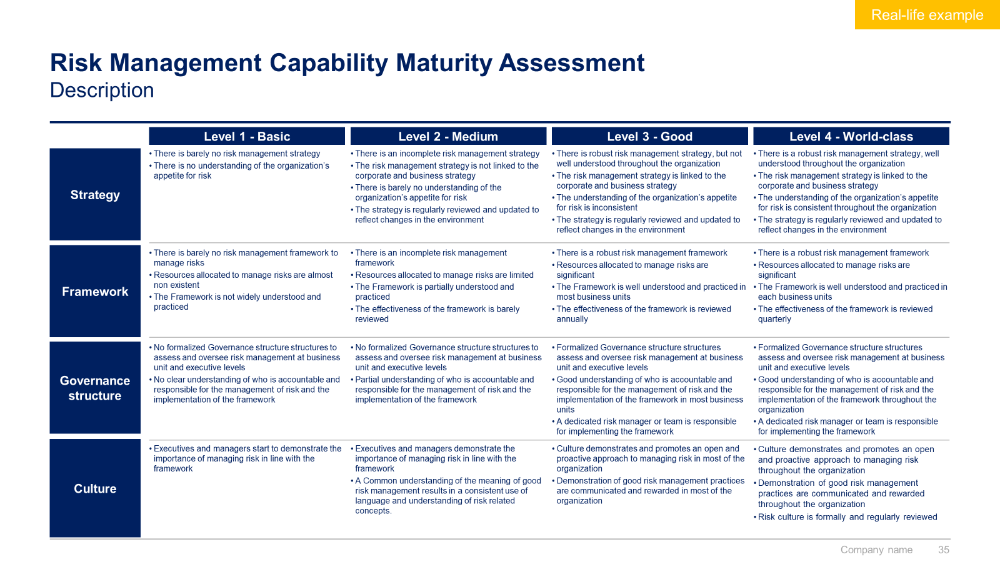 Real-life example
Risk Management Capability Maturity Assessment
Description
Level 1 - Basic
Level 2 - Medium
Level 3 - Good
Level 4 - World-class
Strategy
• There is barely no risk management strategy
• There is no understanding of the organization’s
appetite for risk
• There is an incomplete risk management strategy
• The risk management strategy is not linked to the
corporate and business strategy
• There is barely no understanding of the
organization’s appetite for risk
• The strategy is regularly reviewed and updated to
reflect changes in the environment
• There is robust risk management strategy, but not
well understood throughout the organization
• The risk management strategy is linked to the
corporate and business strategy
• The understanding of the organization’s appetite
for risk is inconsistent
• The strategy is regularly reviewed and updated to
reflect changes in the environment
• There is a robust risk management strategy, well
understood throughout the organization
• The risk management strategy is linked to the
corporate and business strategy
• The understanding of the organization’s appetite
for risk is consistent throughout the organization
• The strategy is regularly reviewed and updated to
reflect changes in the environment
Framework
• There is barely no risk management framework to
manage risks
• Resources allocated to manage risks are almost
non existent
• The Framework is not widely understood and
practiced
• There is an incomplete risk management
framework
• Resources allocated to manage risks are limited
• The Framework is partially understood and
practiced
• The effectiveness of the framework is barely
reviewed
• There is a robust risk management framework
• Resources allocated to manage risks are
significant
• The Framework is well understood and practiced in
most business units
• The effectiveness of the framework is reviewed
annually
• There is a robust risk management framework
• Resources allocated to manage risks are
significant
• The Framework is well understood and practiced in
each business units
• The effectiveness of the framework is reviewed
quarterly
Governance
structure
• No formalized Governance structure structures to
assess and oversee risk management at business
unit and executive levels
• No clear understanding of who is accountable and
responsible for the management of risk and the
implementation of the framework
• No formalized Governance structure structures to
assess and oversee risk management at business
unit and executive levels
• Partial understanding of who is accountable and
responsible for the management of risk and the
implementation of the framework
• Formalized Governance structure structures
assess and oversee risk management at business
unit and executive levels
• Good understanding of who is accountable and
responsible for the management of risk and the
implementation of the framework in most business
units
• A dedicated risk manager or team is responsible
for implementing the framework
• Formalized Governance structure structures
assess and oversee risk management at business
unit and executive levels
• Good understanding of who is accountable and
responsible for the management of risk and the
implementation of the framework throughout the
organization
• A dedicated risk manager or team is responsible
for implementing the framework
Culture
• Executives and managers start to demonstrate the
importance of managing risk in line with the
framework
• Executives and managers demonstrate the
importance of managing risk in line with the
framework
• A Common understanding of the meaning of good
risk management results in a consistent use of
language and understanding of risk related
concepts.
• Culture demonstrates and promotes an open and
proactive approach to managing risk in most of the
organization
• Demonstration of good risk management practices
are communicated and rewarded in most of the
organization
• Culture demonstrates and promotes an open
and proactive approach to managing risk
throughout the organization
• Demonstration of good risk management
practices are communicated and rewarded
throughout the organization
• Risk culture is formally and regularly reviewed
Company name
35